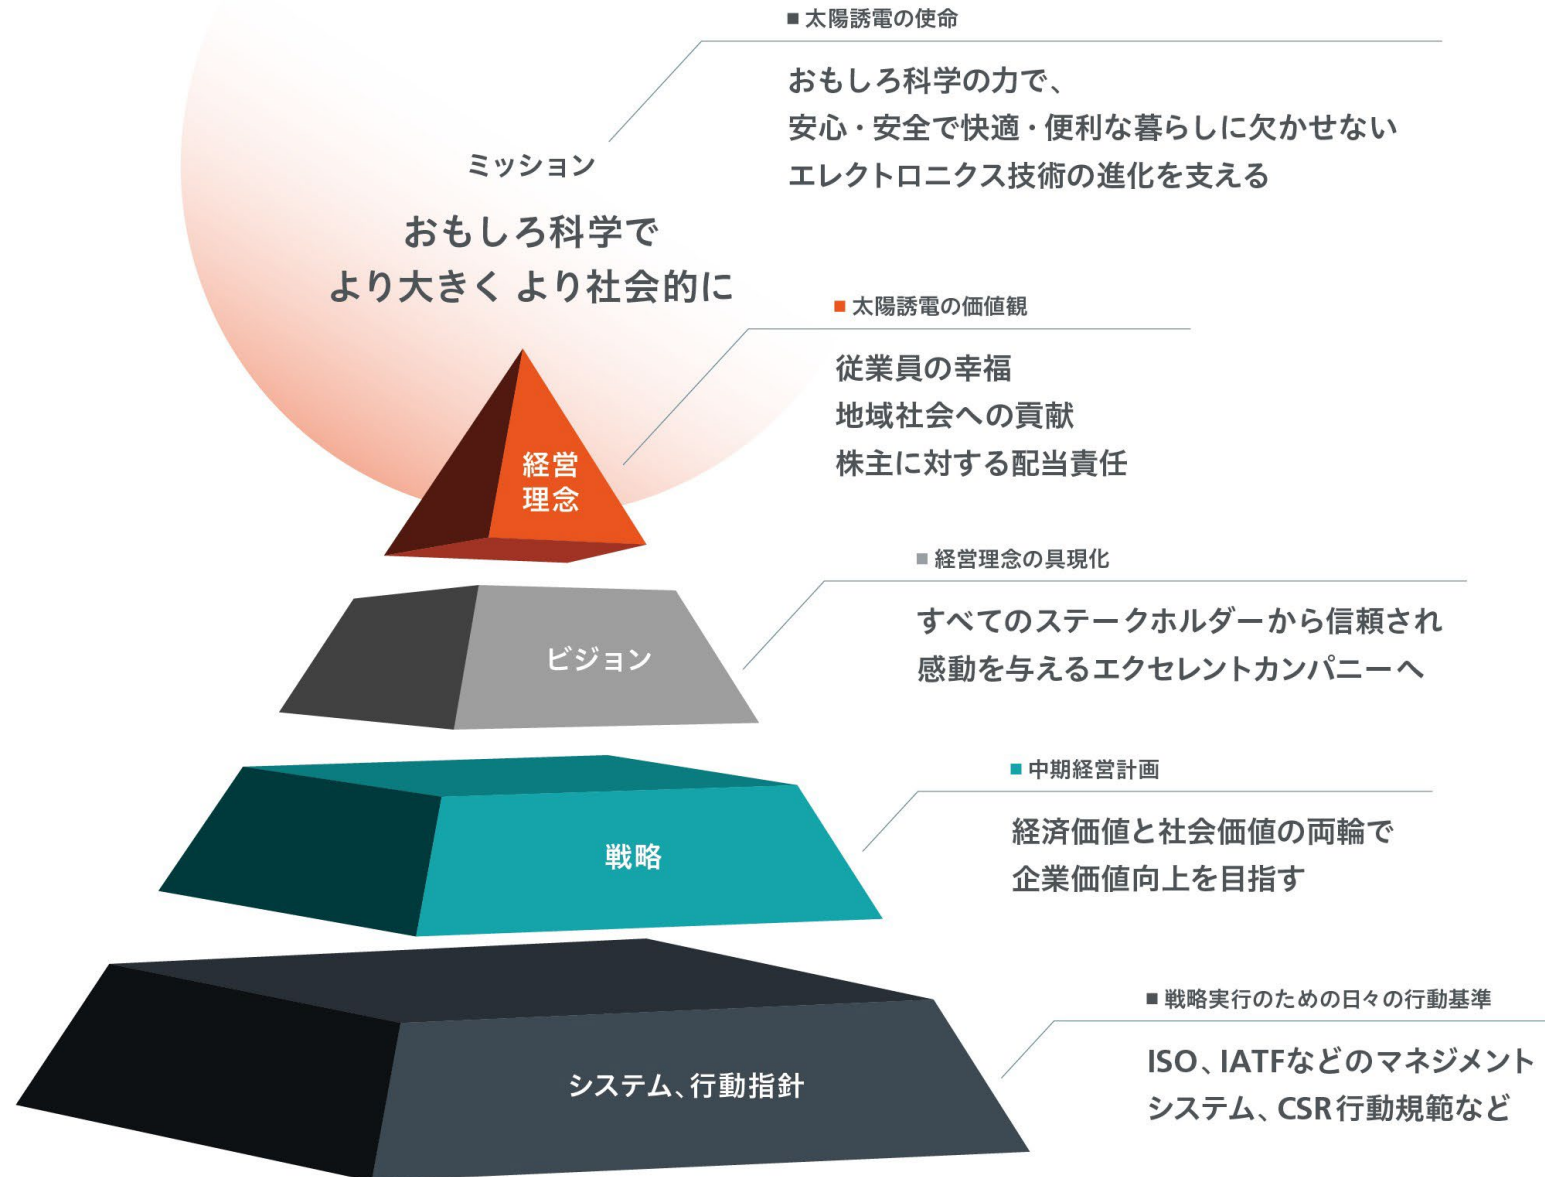 ■ 太陽誘電の使命
おもしろ科学の力で、
安心・安全で快適・便利な暮らしに欠かせない
エレクトロニクス技術の進化を支える
ミッション
おもしろ科学で
より大きく より社会的に
■ 太陽誘電の価値観
従業員の幸福
地域社会への貢献
株主に対する配当責任
経営
理念
■ 経営理念の具現化
すべてのステークホルダーから信頼され
感動を与えるエクセレントカンパニーへ
ビジョン
■ 中期経営計画
経済価値と社会価値の両輪で
企業価値向上を目指す
戦略
■ 戦略実行のための日々の行動基準
ISO、IATFなどのマネジメント
システム、CSR行動規範など
システム、行動指針